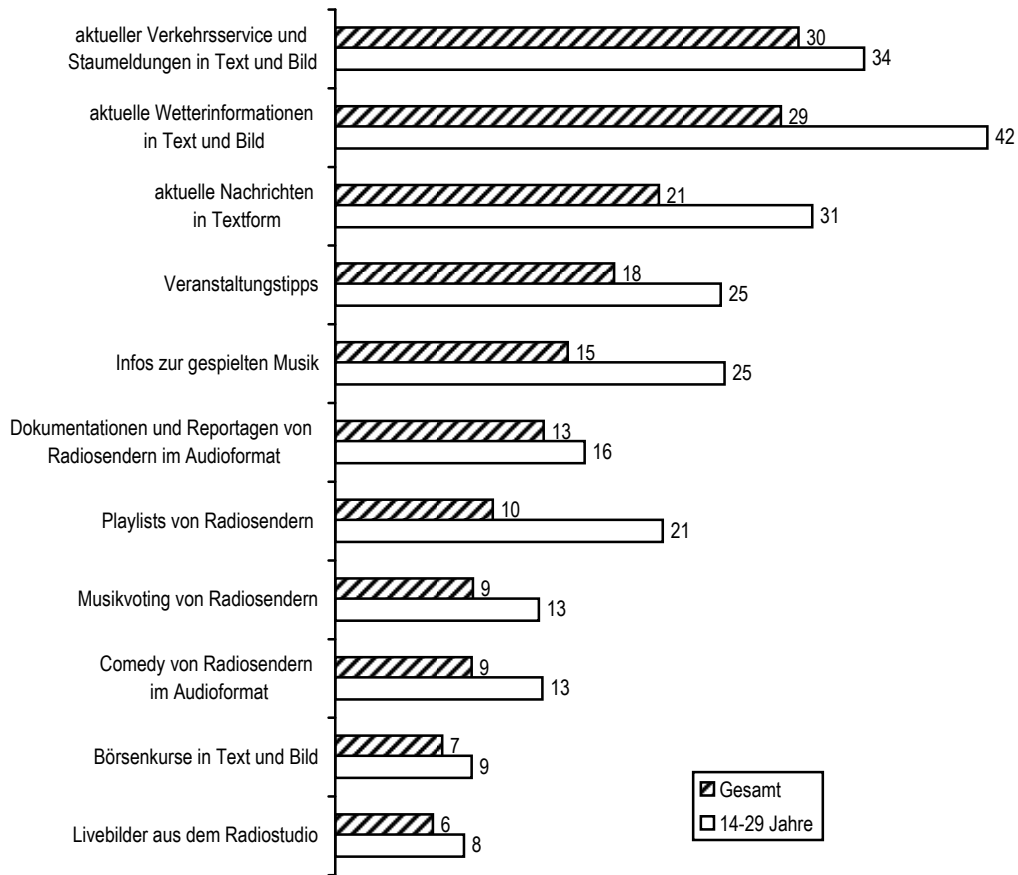 aktueller Verkehrsservice und
Staumeldungen in Text und Bild
30
34
aktuelle Wetterinformationen
in Text und Bild
29
42
aktuelle Nachrichten
in Textform
21
31
Veranstaltungstipps
18
25
Infos zur gespielten Musik
15
25
Dokumentationen und Reportagen von
Radiosendern im Audioformat
13
16
Playlists von Radiosendern
10
21
Musikvoting von Radiosendern
9
13
Comedy von Radiosendern
im Audioformat
9
13
Börsenkurse in Text und Bild
7
9
Livebilder aus dem Radiostudio
6
8
Gesamt
14-29 Jahre